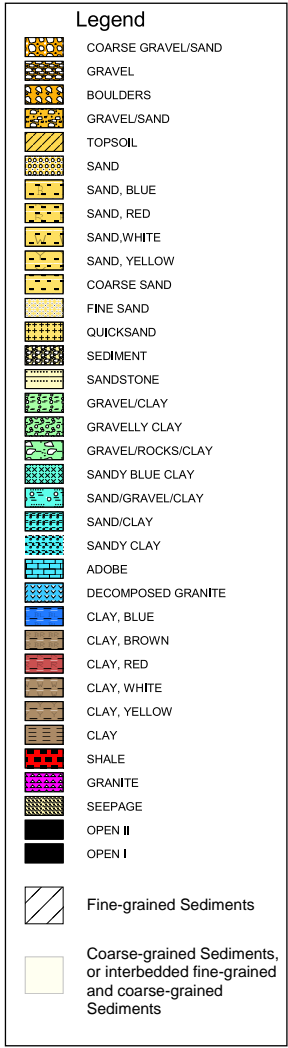 Legend
COARSE GRAVEL/SAND
GRAVEL
BOULDERS
GRAVEL/SAND
TOPSOIL
SAND
SAND, BLUE
SAND, RED
SAND,WHITE
SAND, YELLOW
COARSE SAND
FINE SAND
QUICKSAND
SEDIMENT
SANDSTONE
GRAVEL/CLAY
GRAVELLY CLAY
GRAVEL/ROCKS/CLAY
SANDY BLUE CLAY
SAND/GRAVEL/CLAY
SAND/CLAY
SANDY CLAY
ADOBE
DECOMPOSED GRANITE
CLAY, BLUE
CLAY, BROWN
CLAY, RED
CLAY, WHITE
CLAY, YELLOW
CLAY
SHALE
GRANITE
SEEPAGE
OPEN II
OPEN I
Fine-grained Sediments
Coarse-grained Sediments,
or interbedded fine-grained
and coarse-grained
Sediments